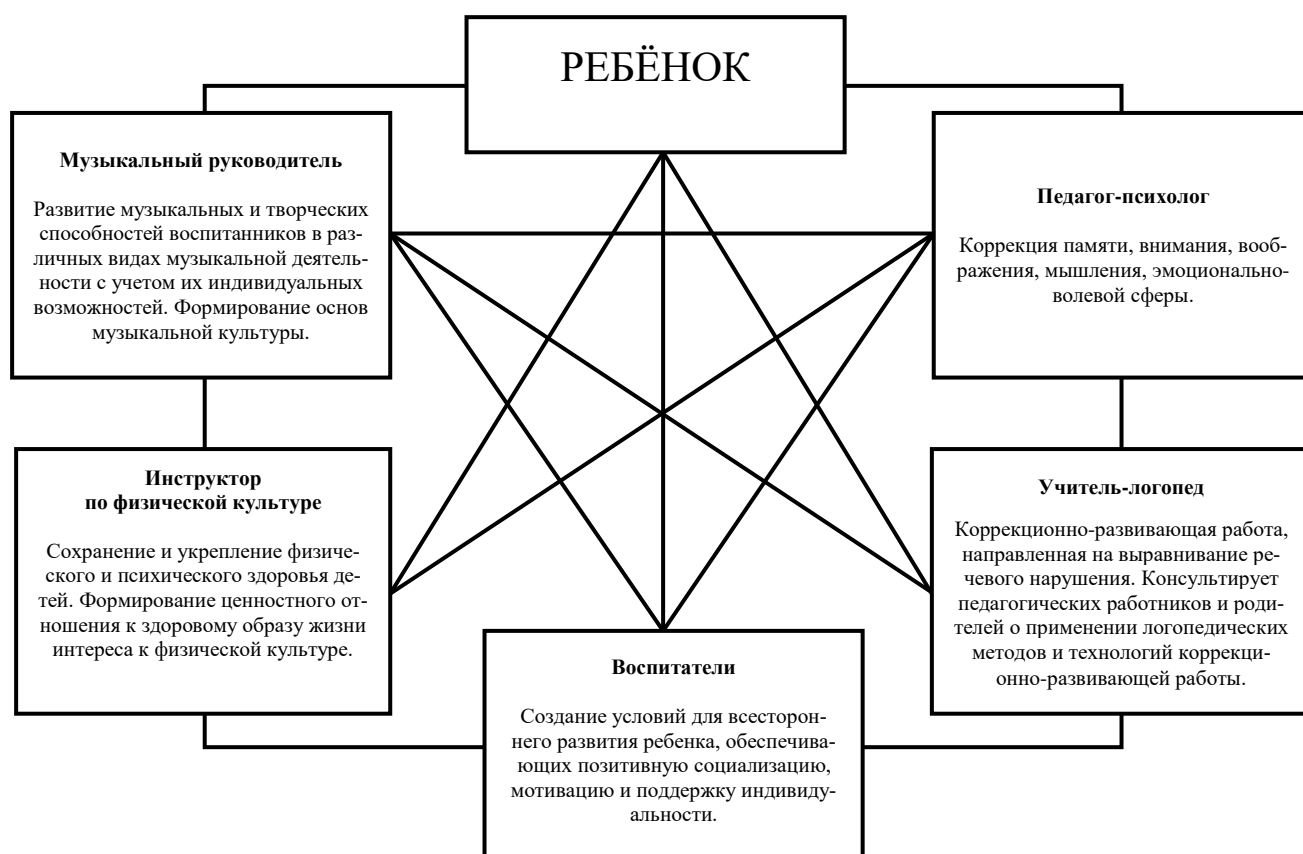 РЕБЁНОК
Музыкальный руководитель
Развитие музыкальных и творческих
способностей воспитанников в раз-
личных видах музыкальной деятель-
ности с учетом их индивидуальных
возможностей. Формирование основ
музыкальной культуры.
Педагог-психолог
Коррекция памяти, внимания, вооб-
ражения, мышления, эмоционально-
волевой сферы.
Инструктор
по физической культуре
Сохранение и укрепление физиче-
ского и психического здоровья де-
тей. Формирование ценностного от-
ношения к здоровому образу жизни
интереса к физической культуре.
Учитель-логопед
Коррекционно-развивающая работа,
направленная на выравнивание ре-
чевого нарушения. Консультирует
педагогических работников и роди-
телей о применении логопедических
методов и технологий коррекци-
онно-развивающей работы.
Воспитатели
Создание условий для всесторон-
него развития ребенка, обеспечива-
ющих позитивную социализацию,
мотивацию и поддержку индивиду-
альности.